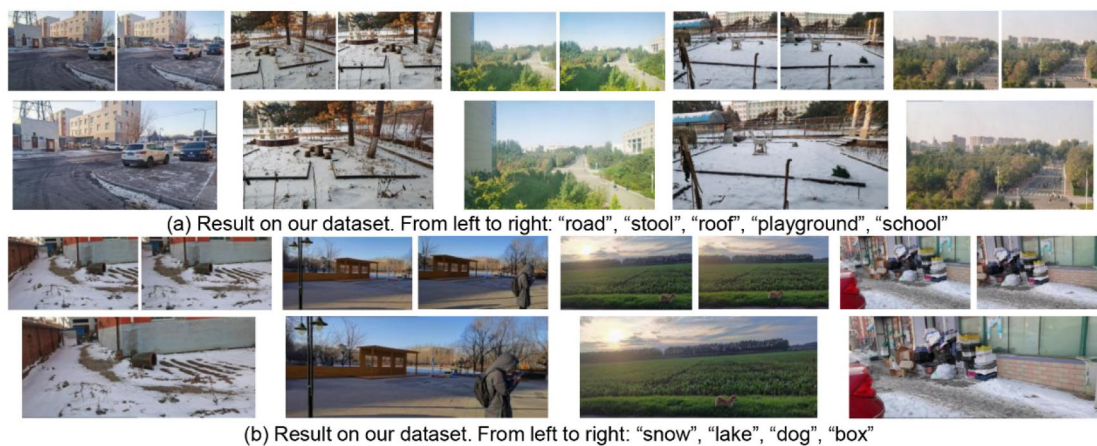 (a) Result on our dataset. From left to right: “road”, “stool”, “roof”, “playground”, “school”
(b) Result on our dataset. From left to right: “snow”, “lake”, “dog”, “box”